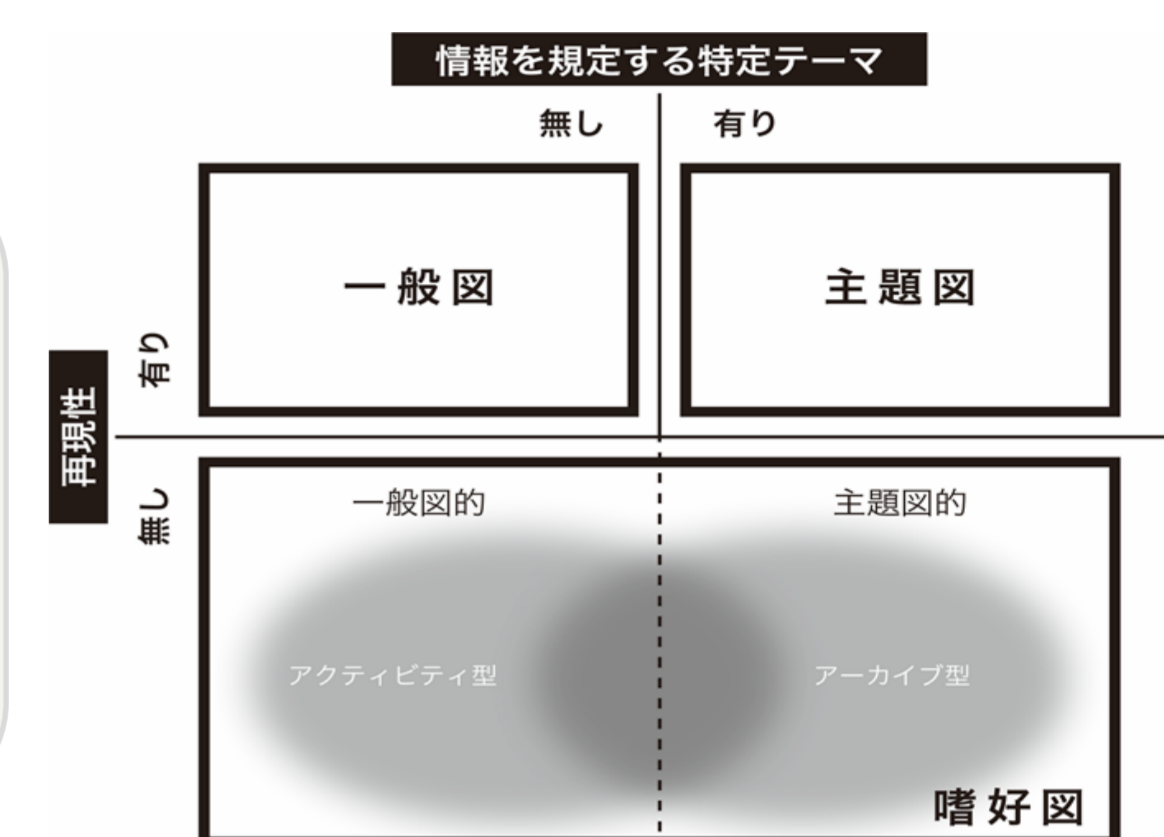 情報を規定する特定テーマ
無し
有り
一般図
主題図
有り
再現性
無し
一般図的
主題図的
アクティビティ型
アーカイブ型
嗜好図